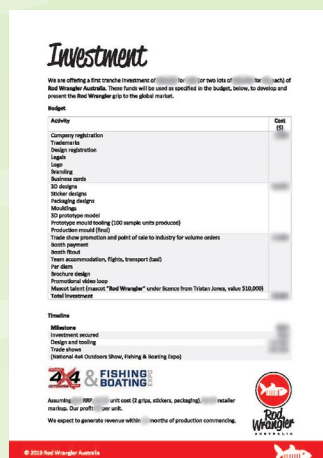 Investment
We are offering a first tranche investment of for (or two lots of for each) of
Rod Wrangler Australia. These funds will be used as specified in the budget, below, to develop and
present the Rod Wrangler grip to the global market.
Budget
Activity Cost
($)
Company registration
Trademarks
Design registration
Legals
Logo
Branding
Business cards
3D designs
Sticker designs
Packaging designs
Mouldings
3D prototype model
Prototype mould tooling (100 sample units produced)
Production mould (final)
Trade show promotion and point of sale to industry for volume orders
Booth payment
Booth fitout
Team accommodation, flights, transport (taxi)
Per diem
Brochure design
Promotional video loop
Mascot talent (mascot "Rod Wrangler" under licence from Tristan Jones, value $10,000)
Total investment
Timeline
Milestone
Investment secured
Design and tooling
Trade shows
(National 4x4 Outdoors Show, Fishing & Boating Expo)
4X4 OUTDOORS & FISHING BOATING EXPO
Assuming RRP, unit cost (2 grips, stickers, packaging), retailer
markup. Our profit per unit.
We expect to generate revenue within months of production commencing.
Rod
Wrangler
AUSTRALIA
© 2019 Rod Wrangler Australia